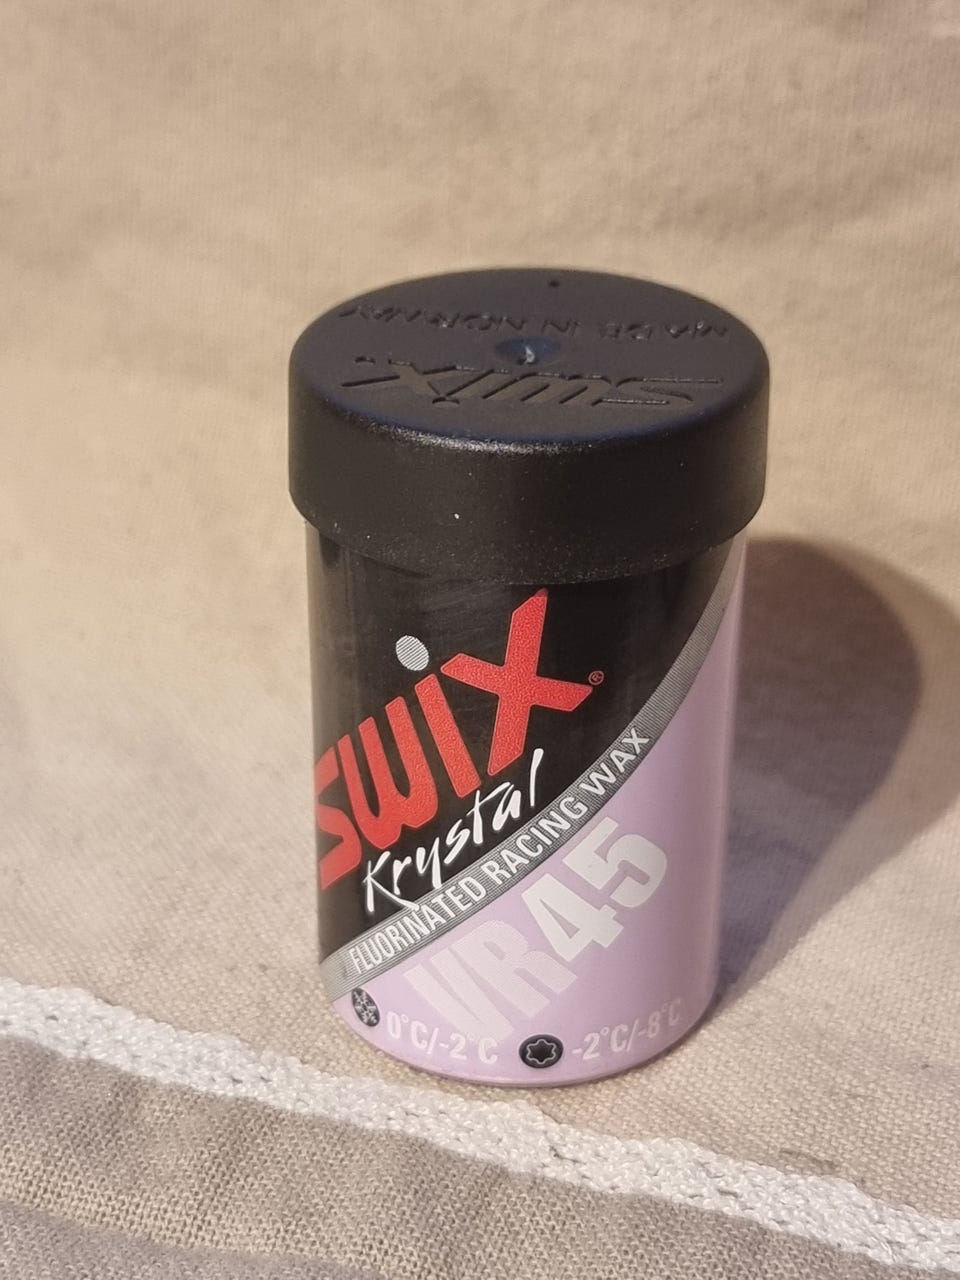 MADE IN NORWAY
Swix
SWIX®
Krystal
FLUORINATED RACING WAX
VR45
0°C/-2°C
-2°C/-8°C